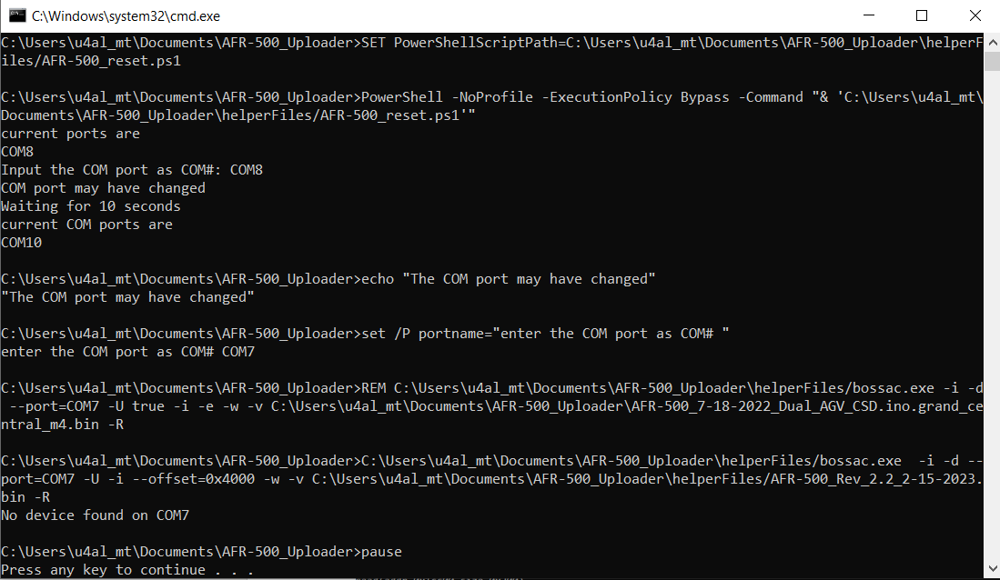 C:\Windows\system32\cmd.exe
C:\Users\u4al_mt\Documents\AFR-500_Uploader>SET PowerShellScriptPath=C:\Users\u4al_mt\Documents\AFR-500_Uploader\helperF
iles/AFR-500_reset.ps1
C:\Users\u4al_mt\Documents\AFR-500_Uploader>PowerShell -NoProfile -ExecutionPolicy Bypass -Command "& 'C:\Users\u4al_mt\
Documents\AFR-500_Uploader\helperFiles/AFR-500_reset.ps1'"
current ports are
COM8
Input the COM port as COM#: COM8
COM port may have changed
Waiting for 10 seconds
current COM ports are
COM10
C:\Users\u4al_mt\Documents\AFR-500_Uploader>echo "The COM port may have changed"
"The COM port may have changed"
C:\Users\u4al_mt\Documents\AFR-500_Uploader>set /P portname="enter the COM port as COM# "
enter the COM port as COM# COM7
C:\Users\u4al_mt\Documents\AFR-500_Uploader>REM C:\Users\u4al_mt\Documents\AFR-500_Uploader\helperFiles/bossac.exe -i -d
 --port=COM7 -U true -i -e -w -v C:\Users\u4al_mt\Documents\AFR-500_Uploader\AFR-500_7-18-2022_Dual_AGV_CSD.ino.grand_ce
ntral_m4.bin -R
C:\Users\u4al_mt\Documents\AFR-500_Uploader>C:\Users\u4al_mt\Documents\AFR-500_Uploader\helperFiles/bossac.exe  -i -d --
port=COM7 -U -i --offset=0x4000 -w -v C:\Users\u4al_mt\Documents\AFR-500_Uploader\helperFiles/AFR-500_Rev_2.2_2-15-2023.
bin -R
No device found on COM7
C:\Users\u4al_mt\Documents\AFR-500_Uploader>pause
Press any key to continue . . .